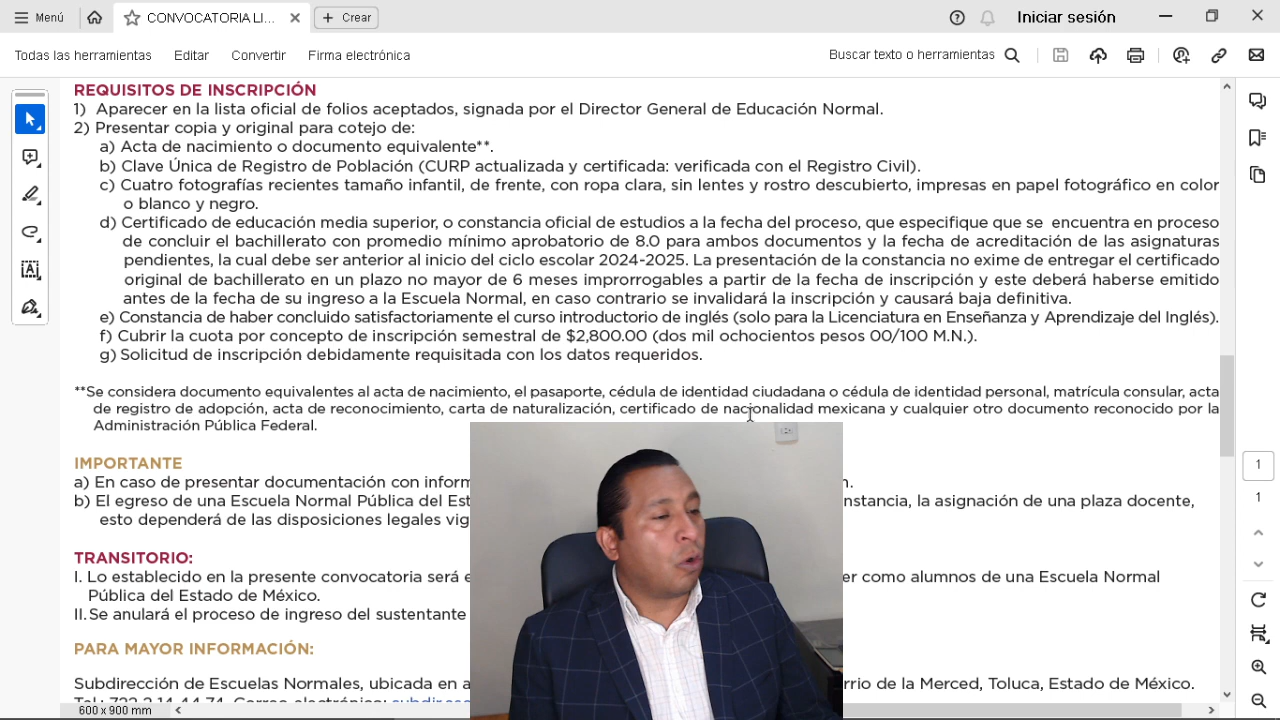 Menú
CONVOCATORIA LI...
Crear
Iniciar sesión
Todas las herramientas
Editar
Convertir
Firma electrónica
Buscar texto o herramientas
REQUISITOS DE INSCRIPCIÓN
1) Aparecer en la lista oficial de folios aceptados, signada por el Director General de Educación Normal.
2) Presentar copia y original para cotejo de:
a) Acta de nacimiento o documento equivalente**.
b) Clave Única de Registro de Población (CURP actualizada y certificada: verificada con el Registro Civil).
c) Cuatro fotografías recientes tamaño infantil, de frente, con ropa clara, sin lentes y rostro descubierto, impresas en papel fotográfico en color
o blanco y negro.
d) Certificado de educación media superior, o constancia oficial de estudios a la fecha del proceso, que especifique que se encuentra en proceso
de concluir el bachillerato con promedio mínimo aprobatorio de 8.0 para ambos documentos y la fecha de acreditación de las asignaturas
pendientes, la cual debe ser anterior al inicio del ciclo escolar 2024-2025. La presentación de la constancia no exime de entregar el certificado
original de bachillerato en un plazo no mayor de 6 meses improrrogables a partir de la fecha de inscripción y este deberá haberse emitido
antes de la fecha de su ingreso a la Escuela Normal, en caso contrario se invalidará la inscripción y causará baja definitiva.
e) Constancia de haber concluido satisfactoriamente el curso introductorio de inglés (solo para la Licenciatura en Enseñanza y Aprendizaje del Inglés).
f) Cubrir la cuota por concepto de inscripción semestral de $2,800.00 (dos mil ochocientos pesos 00/100 M.N.).
g) Solicitud de inscripción debidamente requisitada con los datos requeridos.
**Se considera documento equivalentes al acta de nacimiento, el pasaporte, cédula de identidad ciudadana o cédula de identidad personal, matrícula consular, acta
de registro de adopción, acta de reconocimiento, carta de naturalización, certificado de nacionalidad mexicana y cualquier otro documento reconocido por la
Administración Pública Federal.
IMPORTANTE
a) En caso de presentar documentación con inform n.
b) El egreso de una Escuela Normal Pública del Est nstancia, la asignación de una plaza docente,
esto dependerá de las disposiciones legales vig
TRANSITORIO:
I. Lo establecido en la presente convocatoria será e er como alumnos de una Escuela Normal
Pública del Estado de México.
II. Se anulará el proceso de ingreso del sustentante
PARA MAYOR INFORMACIÓN:
Subdirección de Escuelas Normales, ubicada en a rrio de la Merced, Toluca, Estado de México.
1
1
600 x 900 mm